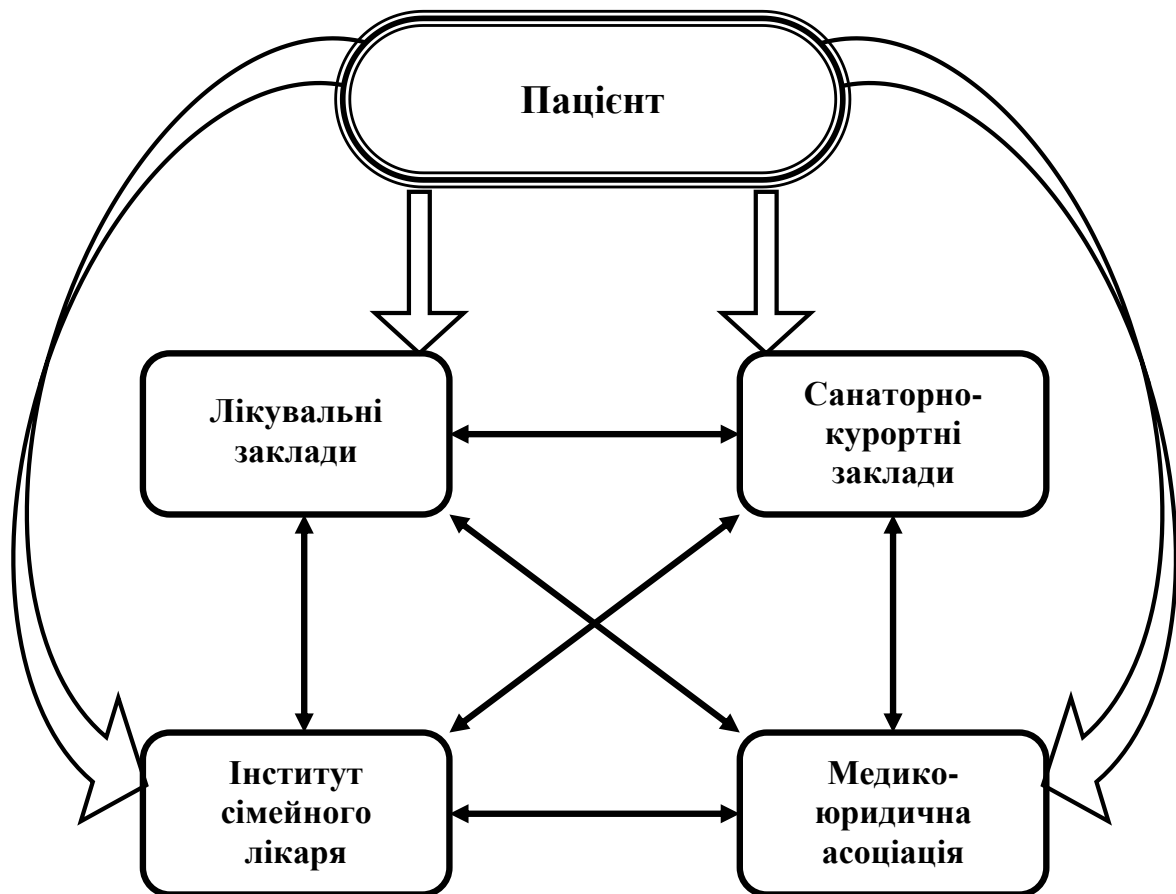 Пацієнт
Лікувальні
заклади
Санаторно-
курортні
заклади
Інститут
сімейного
лікаря
Медико-
юридична
асоціація